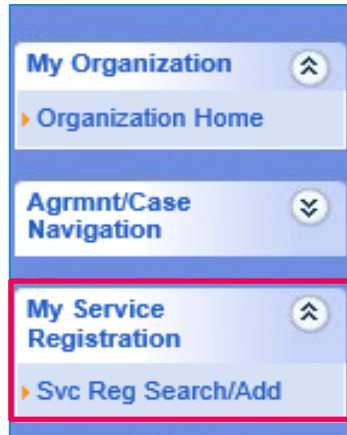 My Organization
Organization Home
Agrmnt/Case
Navigation
My Service
Registration
Svc Reg Search/Add